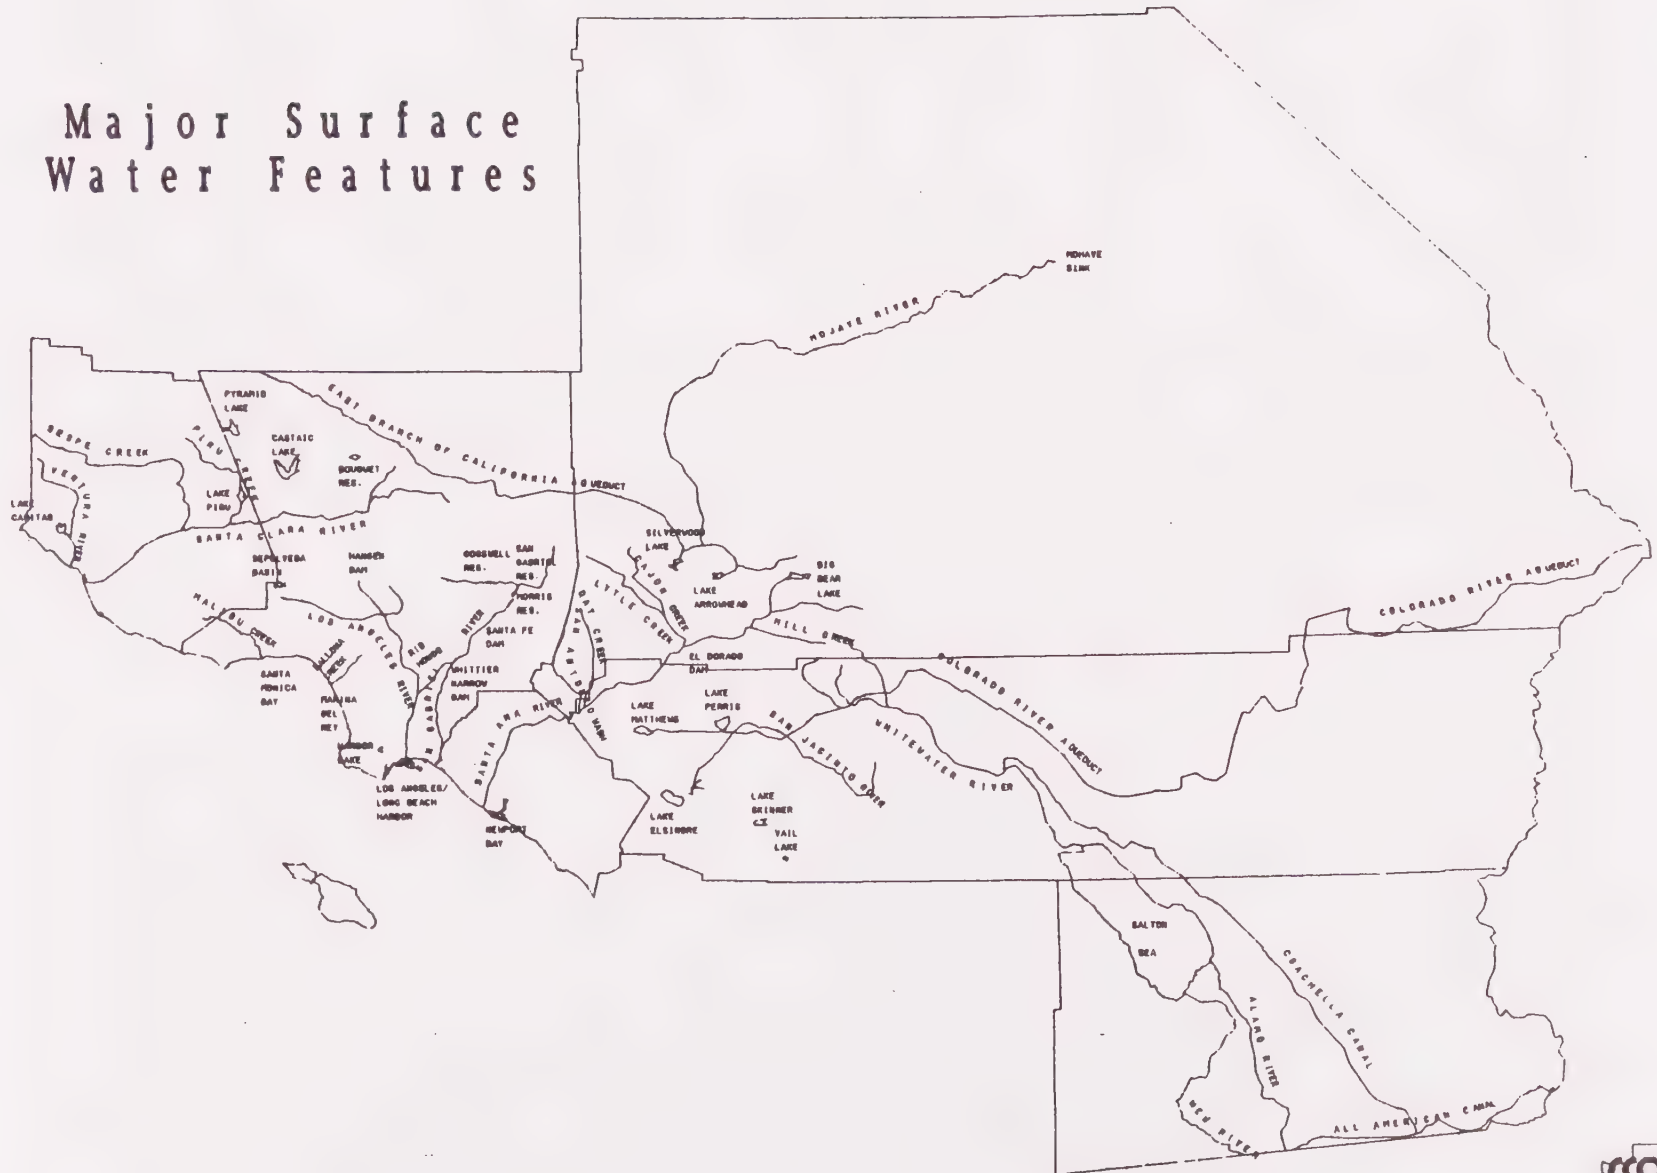 Major Surface
Water Features
MOHAVE
SINK
MOJAVE RIVER
PYRAMID
LAKE
EAST BRANCH OF CALIFORNIA AQUEDUCT
SESPE CREEK
PIRU CREEK
CASTAIC
LAKE
BOUQUET
RES.
VENTURA RIVER
LAKE
CASITAS
LAKE
PIRU
SANTA CLARA RIVER
SEPULVEDA
BASIN
HANSEN
DAM
COGSWELL
RES.
SAN
GABRIEL
RES.
MORRIS
RES.
SILVERWOOD
LAKE
CAJON CREEK
LYTLE CREEK
DAY CREEK
LAKE
ARROWHEAD
BIG
BEAR
LAKE
MILL CREEK
COLORADO RIVER AQUEDUCT
MALIBU CREEK
LOS ANGELES RIVER
BALLONA
CREEK
RIO
HONDO
SAN GABRIEL RIVER
SANTA FE
DAM
WHITTIER
NARROW
DAM
EL DORADO
DAM
SANTA
MONICA
BAY
MARINA
DEL
REY
SANTA ANA RIVER
LAKE
MATTHEWS
LAKE
PERRIS
SAN JACINTO RIVER
COLORADO RIVER AQUEDUCT
WHITEWATER RIVER
HARBOR
LAKE
LOS ANGELES/
LONG BEACH
HARBOR
NEWPORT
BAY
LAKE
ELSINORE
LAKE
SKINNER
VAIL
LAKE
SALTON
SEA
COACHELLA CANAL
ALAMO RIVER
NEW RIVER
ALL AMERICAN CANAL